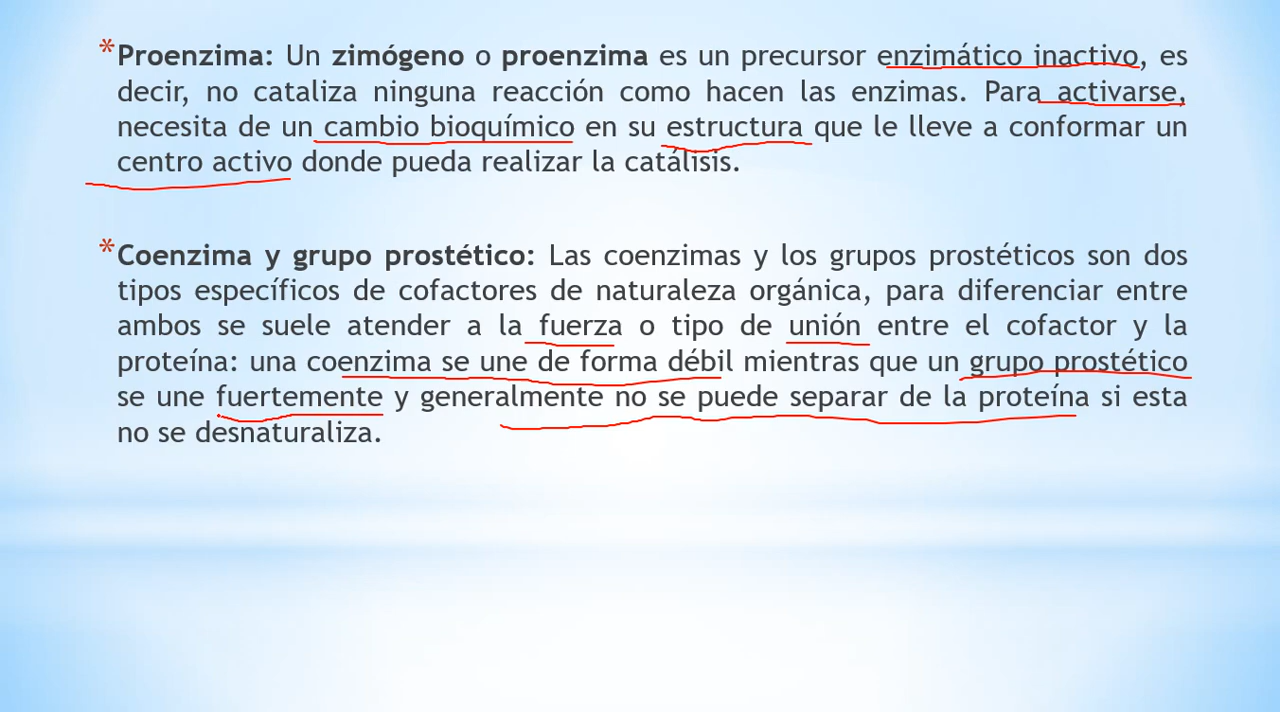 * Proenzima: Un zimógeno o proenzima es un precursor enzimático inactivo, es
decir, no cataliza ninguna reacción como hacen las enzimas. Para activarse,
necesita de un cambio bioquímico en su estructura que le lleve a conformar un
centro activo donde pueda realizar la catálisis.
* Coenzima y grupo prostético: Las coenzimas y los grupos prostéticos son dos
tipos específicos de cofactores de naturaleza orgánica, para diferenciar entre
ambos se suele atender a la fuerza o tipo de unión entre el cofactor y la
proteína: una coenzima se une de forma débil mientras que un grupo prostético
se une fuertemente y generalmente no se puede separar de la proteína si esta
no se desnaturaliza.